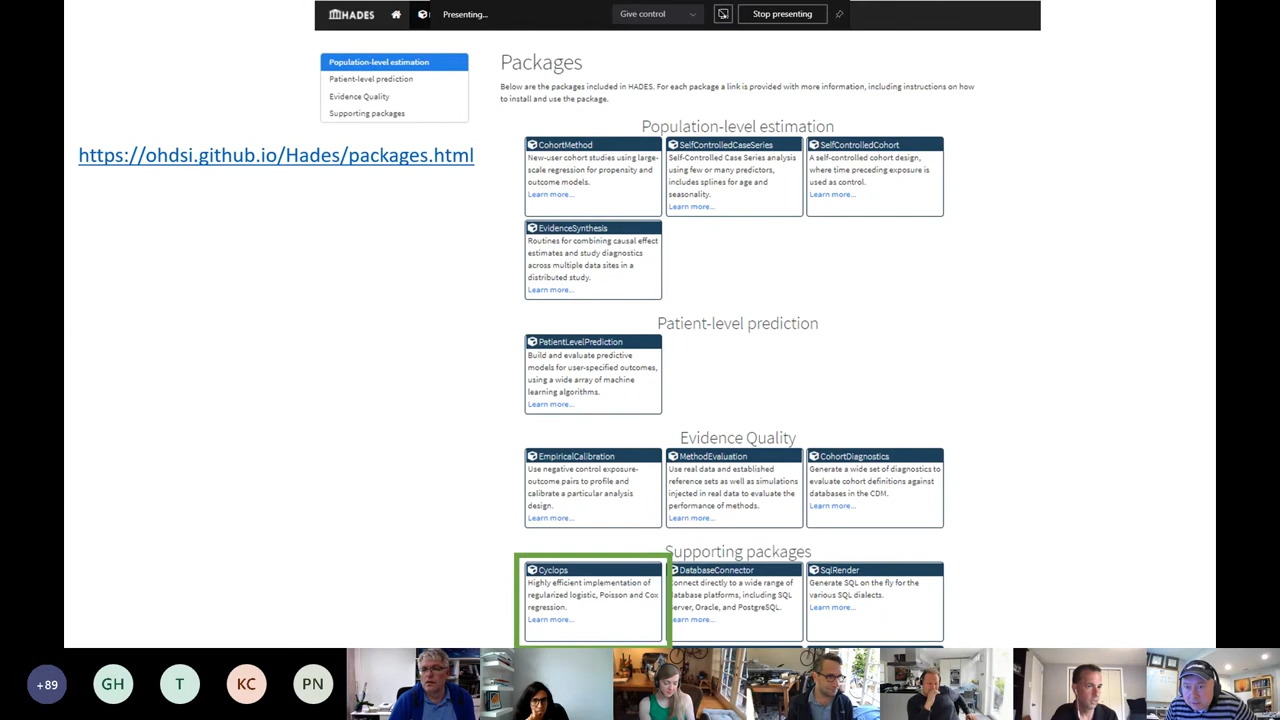 HADES
Presenting...
Give control
Stop presenting
Population-level estimation
Patient-level prediction
Evidence Quality
Supporting packages
https://ohdsi.github.io/Hades/packages.html
Packages
Below are the packages included in HADES. For each package a link is provided with more information, including instructions on how
to install and use the package.
Population-level estimation
CohortMethod
New-user cohort studies using large-
scale regression for propensity and
outcome models.
Learn more...
SelfControlledCaseSeries
Self-Controlled Case Series analysis
using few or many predictors,
includes splines for age and
seasonality.
Learn more...
SelfControlledCohort
A self-controlled cohort design,
where time preceding exposure is
used as control.
Learn more...
EvidenceSynthesis
Routines for combining causal effect
estimates and study diagnostics
across multiple data sites in a
distributed study.
Learn more...
Patient-level prediction
PatientLevelPrediction
Build and evaluate predictive
models for user-specified outcomes,
using a wide array of machine
learning algorithms.
Learn more...
Evidence Quality
EmpiricalCalibration
Use negative control exposure-
outcome pairs to profile and
calibrate a particular analysis
design.
Learn more...
MethodEvaluation
Use real data and established
reference sets as well as simulations
injected in real data to evaluate the
performance of methods.
Learn more...
CohortDiagnostics
Generate a wide set of diagnostics to
evaluate cohort definitions against
databases in the CDM.
Learn more...
Supporting packages
Cyclops
Highly efficient implementation of
regularized logistic, Poisson and Cox
regression.
Learn more...
DatabaseConnector
Connect directly to a wide range of
database platforms, including SQL
Server, Oracle, and PostgreSQL.
Learn more...
SqlRender
Generate SQL on the fly for the
various SQL dialects.
Learn more...
+89
GH
T
KC
PN